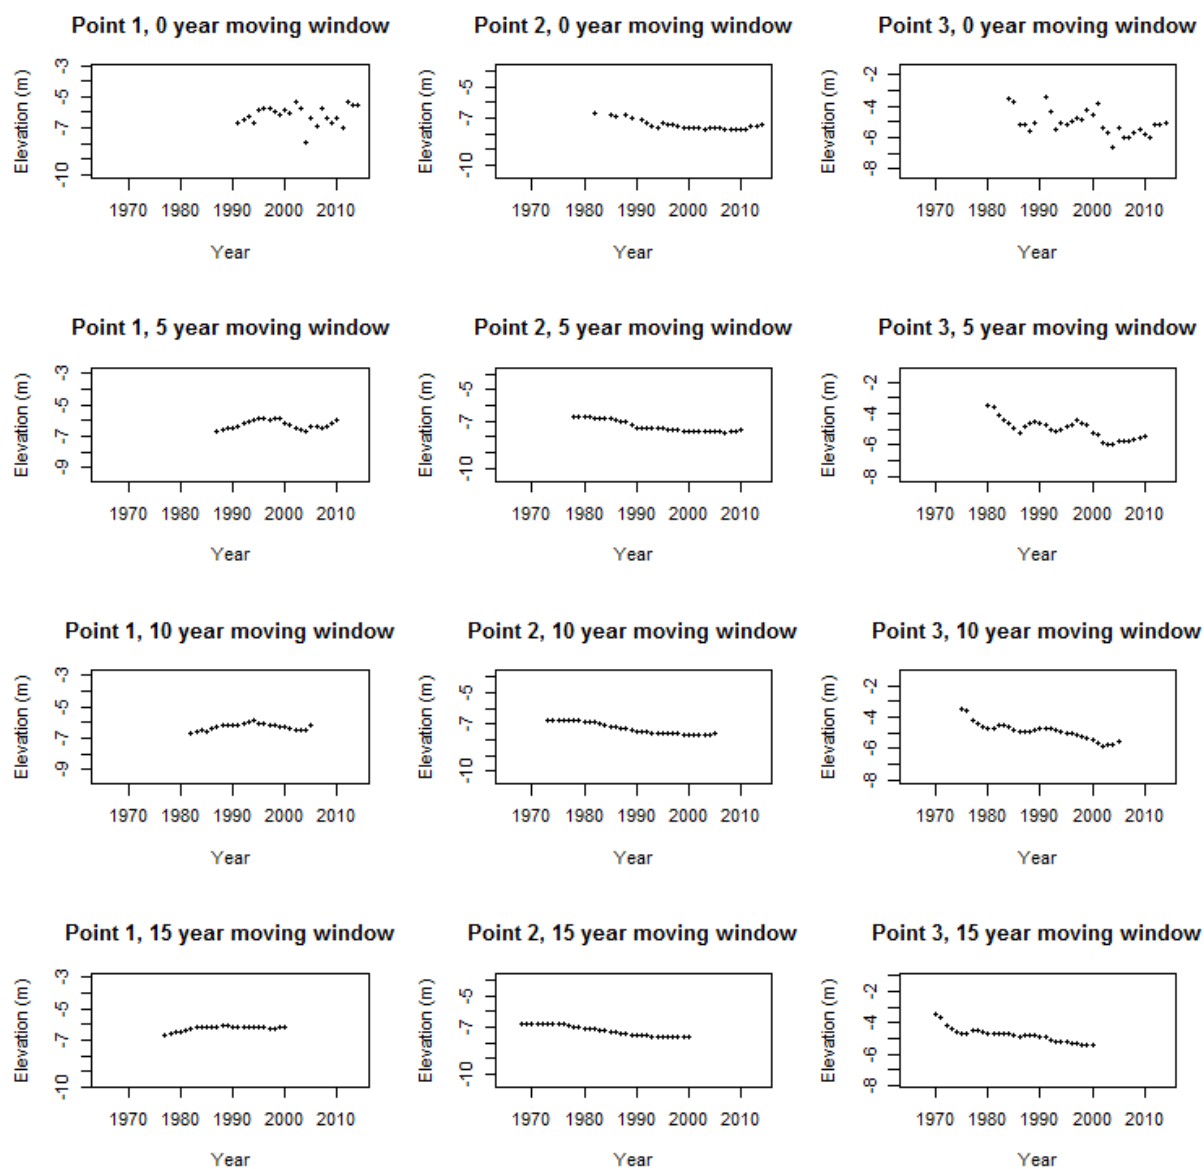 Point 1, 0 year moving window
Point 2, 0 year moving window
Point 3, 0 year moving window
Elevation (m)
-3
-5
-7
-10
Elevation (m)
-5
-7
-10
Elevation (m)
-2
-4
-6
-8
1970 1980 1990 2000 2010
1970 1980 1990 2000 2010
1970 1980 1990 2000 2010
Year
Year
Year
Point 1, 5 year moving window
Point 2, 5 year moving window
Point 3, 5 year moving window
Elevation (m)
-3
-5
-7
-9
Elevation (m)
-5
-7
-10
Elevation (m)
-2
-4
-6
-8
1970 1980 1990 2000 2010
1970 1980 1990 2000 2010
1970 1980 1990 2000 2010
Year
Year
Year
Point 1, 10 year moving window
Point 2, 10 year moving window
Point 3, 10 year moving window
Elevation (m)
-3
-5
-7
-9
Elevation (m)
-5
-7
-10
Elevation (m)
-2
-4
-6
-8
1970 1980 1990 2000 2010
1970 1980 1990 2000 2010
1970 1980 1990 2000 2010
Year
Year
Year
Point 1, 15 year moving window
Point 2, 15 year moving window
Point 3, 15 year moving window
Elevation (m)
-3
-5
-7
-10
Elevation (m)
-5
-7
-10
Elevation (m)
-2
-4
-6
-8
1970 1980 1990 2000 2010
1970 1980 1990 2000 2010
1970 1980 1990 2000 2010
Year
Year
Year